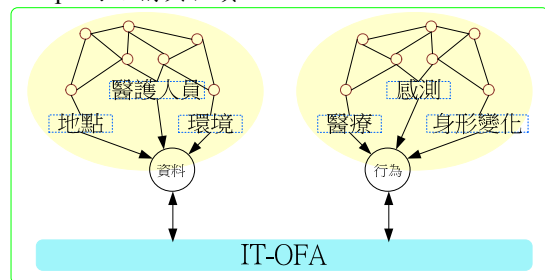 醫護人員
感測
地點
環境
醫療
身形變化
資料
行為
IT-OFA